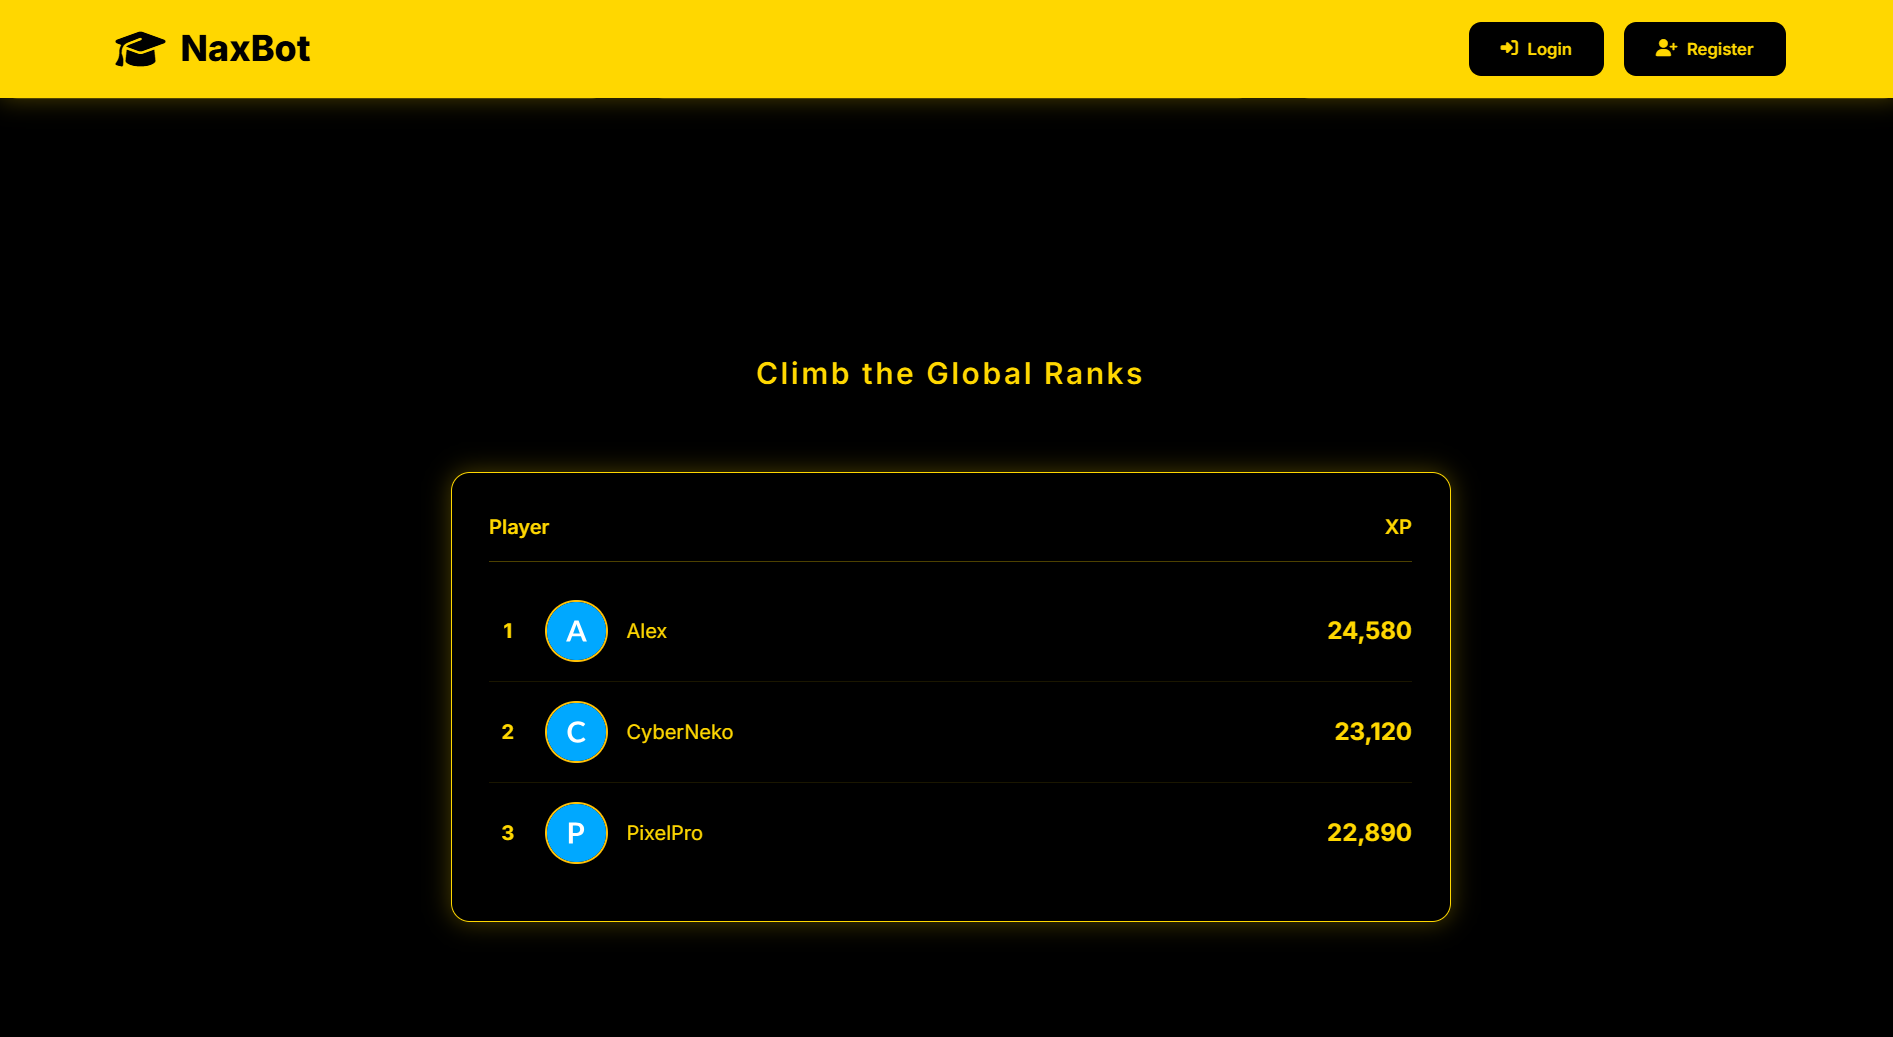 NaxBot
Login
Register
Climb the Global Ranks
Player XP
1 A Alex 24,580
2 C CyberNeko 23,120
3 P PixelPro 22,890